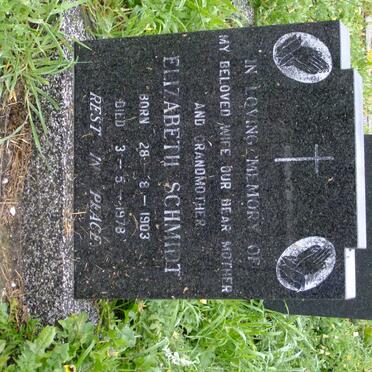 IN LOVING MEMORY OF
MY BELOVED WIFE OUR DEAR MOTHER
AND GRANDMOTHER
ELIZABETH SCHMIDT
BORN 28-8-1903
DIED 3-5-1978
REST IN PEACE